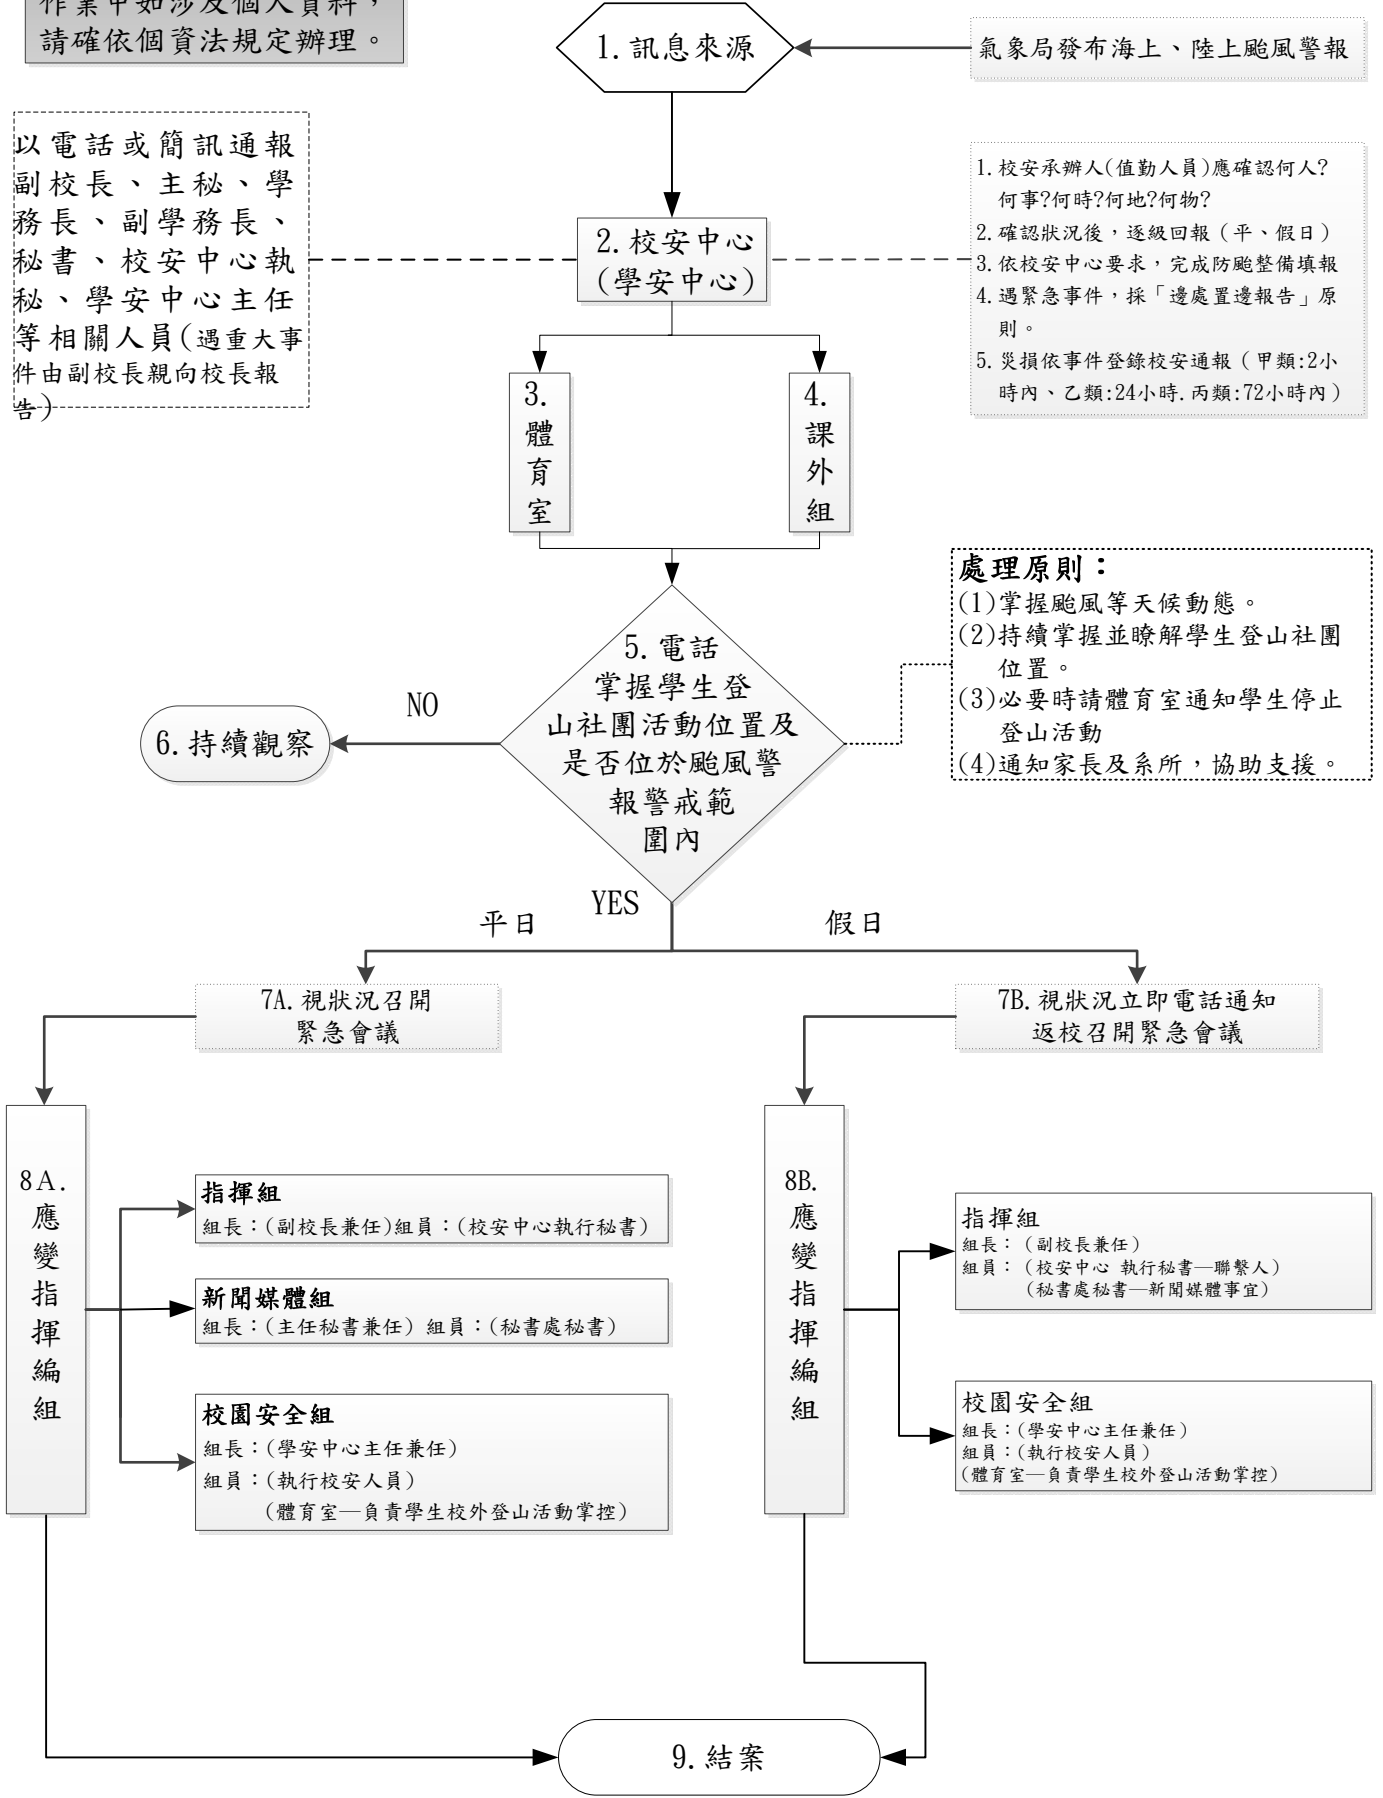 作業中如涉及個人資料，
請確依個資法規定辦理。
1.訊息來源
氣象局發布海上、陸上颱風警報
以電話或簡訊通報
副校長、主秘、學
務長、副學務長、
秘書、校安中心執
秘、學安中心主任
等相關人員(遇重大事
件由副校長親向校長報
告)
2.校安中心
(學安中心)
1.校安承辦人(值勤人員)應確認何人?
何事?何時?何地?何物?
2.確認狀況後，逐級回報（平、假日）
3.依校安中心要求，完成防颱整備填報
4.遇緊急事件，採「邊處置邊報告」原
則。
5.災損依事件登錄校安通報（甲類:2小
時內、乙類:24小時.丙類:72小時內）
3.
體
育
室
4.
課
外
組
處理原則：
(1)掌握颱風等天候動態。
(2)持續掌握並瞭解學生登山社團
位置。
(3)必要時請體育室通知學生停止
登山活動
(4)通知家長及系所，協助支援。
5.電話
掌握學生登
山社團活動位置及
是否位於颱風警
報警戒範
圍內
NO
6.持續觀察
YES
平日
假日
7A.視狀況召開
緊急會議
7B.視狀況立即電話通知
返校召開緊急會議
8A.
應
變
指
揮
編
組
指揮組
組長：(副校長兼任)組員：(校安中心執行秘書)
新聞媒體組
組長：(主任秘書兼任) 組員：(秘書處秘書)
校園安全組
組長：(學安中心主任兼任)
組員：(執行校安人員)
(體育室—負責學生校外登山活動掌控)
8B.
應
變
指
揮
編
組
指揮組
組長：（副校長兼任）
組員：（校安中心 執行秘書—聯繫人）
（秘書處秘書—新聞媒體事宜）
校園安全組
組長：(學安中心主任兼任)
組員：(執行校安人員)
(體育室—負責學生校外登山活動掌控)
9.結案